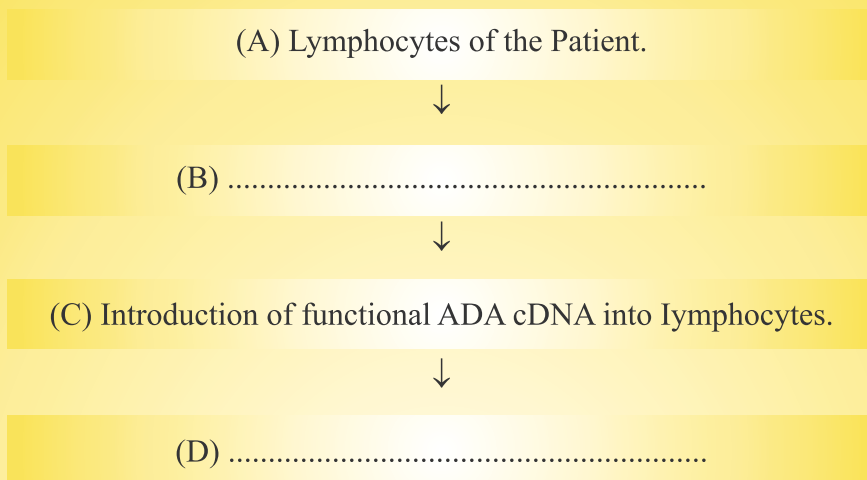 (A) Lymphocytes of the Patient.
↓
(B) ............................................................
↓
(C) Introduction of functional ADA cDNA into Iymphocytes.
↓
(D) ............................................................